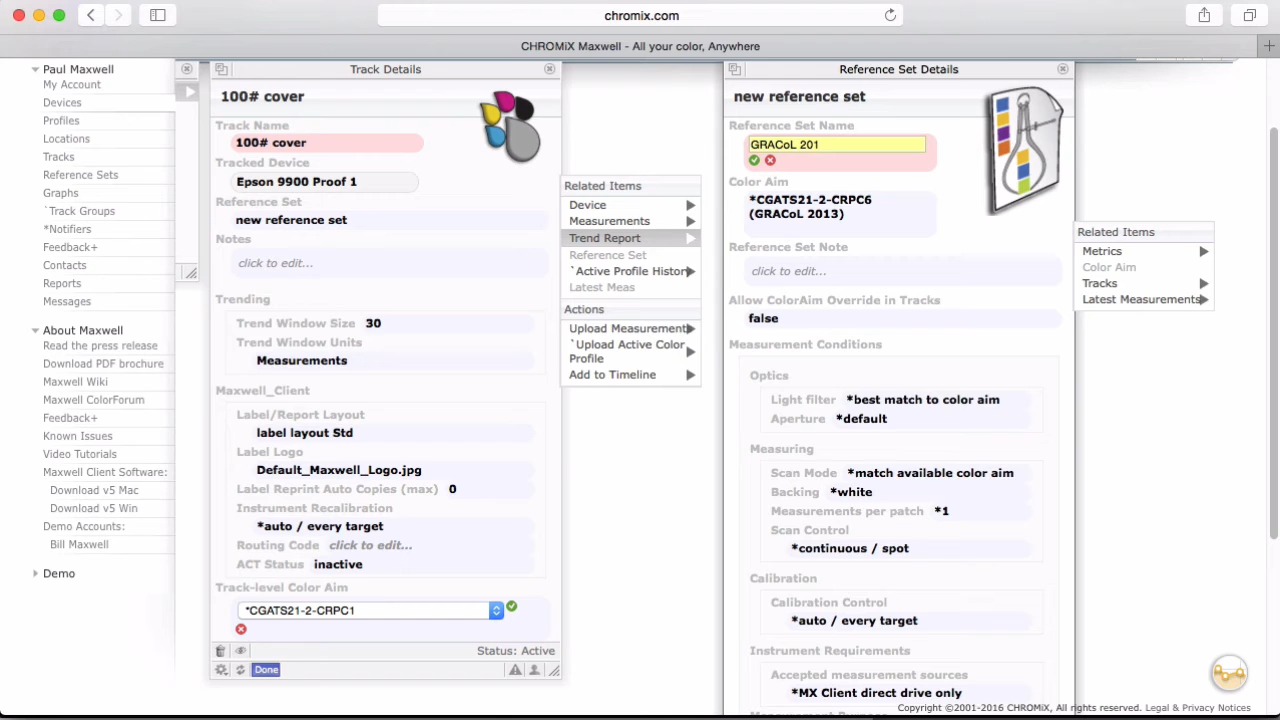 chromix.com
CHROMiX Maxwell - All your color, Anywhere
Paul Maxwell
My Account
Devices
Profiles
Locations
Tracks
Reference Sets
Graphs
`Track Groups
*Notifiers
Feedback+
Contacts
Reports
Messages
About Maxwell
Read the press release
Download PDF brochure
Maxwell Wiki
Maxwell ColorForum
Feedback+
Known Issues
Video Tutorials
Maxwell Client Software:
Download v5 Mac
Download v5 Win
Demo Accounts:
Bill Maxwell
Demo
Track Details
100# cover
Track Name
100# cover
Tracked Device
Epson 9900 Proof 1
Reference Set
new reference set
Notes
click to edit...
Trending
Trend Window Size 30
Trend Window Units
Measurements
Maxwell_Client
Label/Report Layout
label layout Std
Label Logo
Default_Maxwell_Logo.jpg
Label Reprint Auto Copies (max) 0
Instrument Recalibration
*auto / every target
Routing Code click to edit...
ACT Status inactive
Track-level Color Aim
*CGATS21-2-CRPC1
Status: Active
Done
Related Items
Device
Measurements
Trend Report
Reference Set
`Active Profile History
Latest Meas
Actions
Upload Measurement
`Upload Active Color
Profile
Add to Timeline
Reference Set Details
new reference set
Reference Set Name
GRACoL 201
Color Aim
*CGATS21-2-CRPC6
(GRACoL 2013)
Reference Set Note
click to edit...
Allow ColorAim Override in Tracks
false
Measurement Conditions
Optics
Light filter *best match to color aim
Aperture *default
Measuring
Scan Mode *match available color aim
Backing *white
Measurements per patch *1
Scan Control
*continuous / spot
Calibration
Calibration Control
*auto / every target
Instrument Requirements
Accepted measurement sources
*MX Client direct drive only
Related Items
Metrics
Color Aim
Tracks
Latest Measurements
Copyright ©2001-2016 CHROMiX, All rights reserved. Legal & Privacy Notices